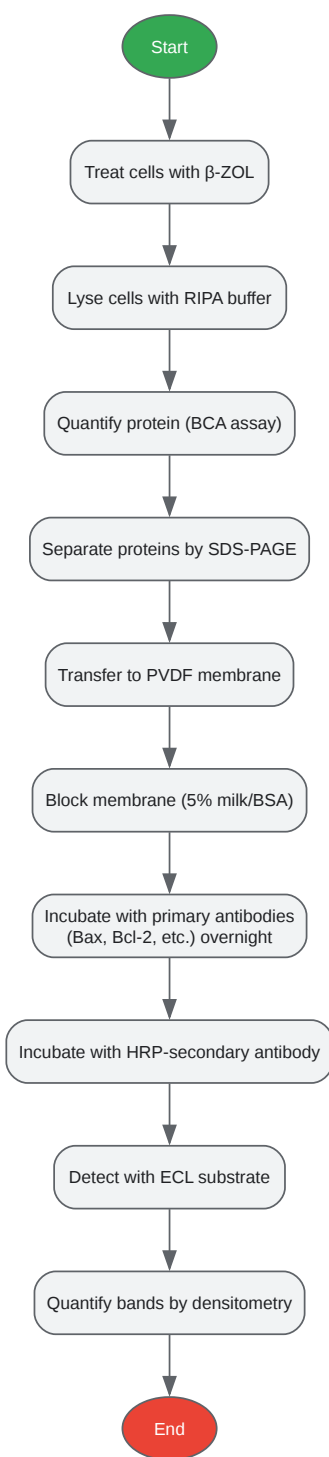 Start
Treat cells with β-ZOL
Lyse cells with RIPA buffer
Quantify protein (BCA assay)
Separate proteins by SDS-PAGE
Transfer to PVDF membrane
Block membrane (5% milk/BSA)
Incubate with primary antibodies
(Bax, Bcl-2, etc.) overnight
Incubate with HRP-secondary antibody
Detect with ECL substrate
Quantify bands by densitometry
End